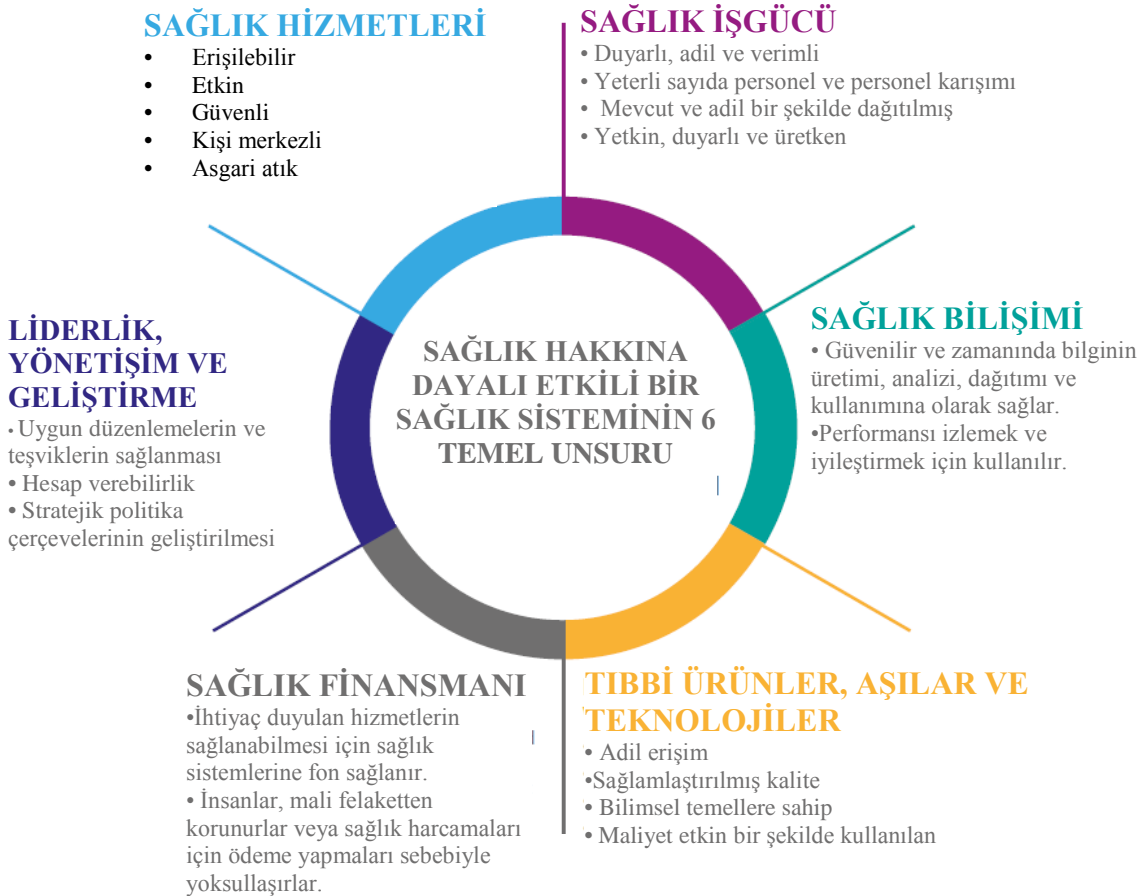 SAĞLIK HİZMETLERİ
• Erişilebilir
• Etkin
• Güvenli
• Kişi merkezli
• Asgari atık
SAĞLIK İŞGÜCÜ
• Duyarlı, adil ve verimli
• Yeterli sayıda personel ve personel karışımı
• Mevcut ve adil bir şekilde dağıtılmış
• Yetkin, duyarlı ve üretken
SAĞLIK BİLİŞİMİ
• Güvenilir ve zamanında bilginin
üretimi, analizi, dağıtımı ve
kullanımına olarak sağlar.
•Performansı izlemek ve
iyileştirmek için kullanılır.
LİDERLİK,
YÖNETİŞİM VE
GELİŞTİRME
• Uygun düzenlemelerin ve
teşviklerin sağlanması
• Hesap verebilirlik
• Stratejik politika
çerçevelerinin geliştirilmesi
SAĞLIK HAKKINA
DAYALI ETKİLİ BİR
SAĞLIK SİSTEMİNİN 6
TEMEL UNSURU
SAĞLIK FİNANSMANI
•İhtiyaç duyulan hizmetlerin
sağlanabilmesi için sağlık
sistemlerine fon sağlanır.
• İnsanlar, mali felaketten
korunurlar veya sağlık harcamaları
için ödeme yapmaları sebebiyle
yoksullaşırlar.
TIBBİ ÜRÜNLER, AŞILAR VE
TEKNOLOJİLER
• Adil erişim
•Sağlamlaştırılmış kalite
• Bilimsel temellere sahip
• Maliyet etkin bir şekilde kullanılan